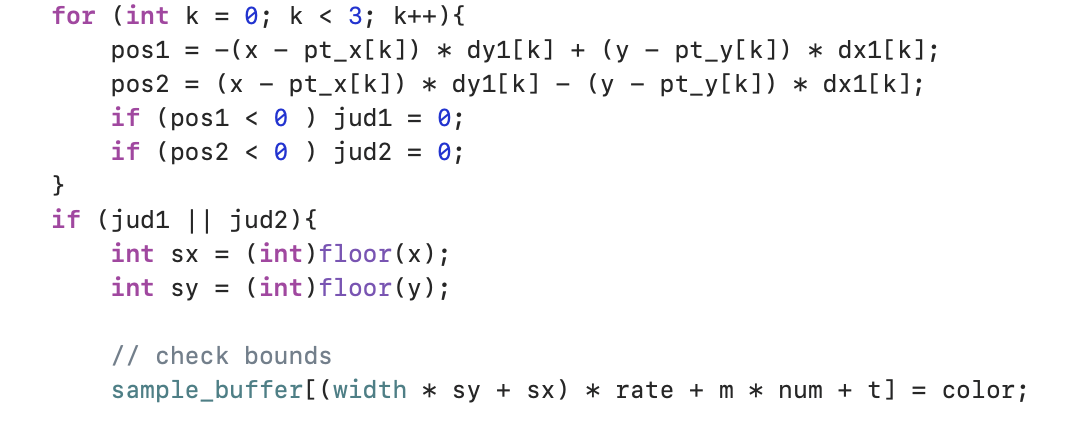 for (int k = 0; k < 3; k++){
    pos1 = -(x - pt_x[k]) * dy1[k] + (y - pt_y[k]) * dx1[k];
    pos2 = (x - pt_x[k]) * dy1[k] - (y - pt_y[k]) * dx1[k];
    if (pos1 < 0 ) jud1 = 0;
    if (pos2 < 0 ) jud2 = 0;
}
if (jud1 || jud2){
    int sx = (int)floor(x);
    int sy = (int)floor(y);
    // check bounds
    sample_buffer[(width * sy + sx) * rate + m * num + t] = color;